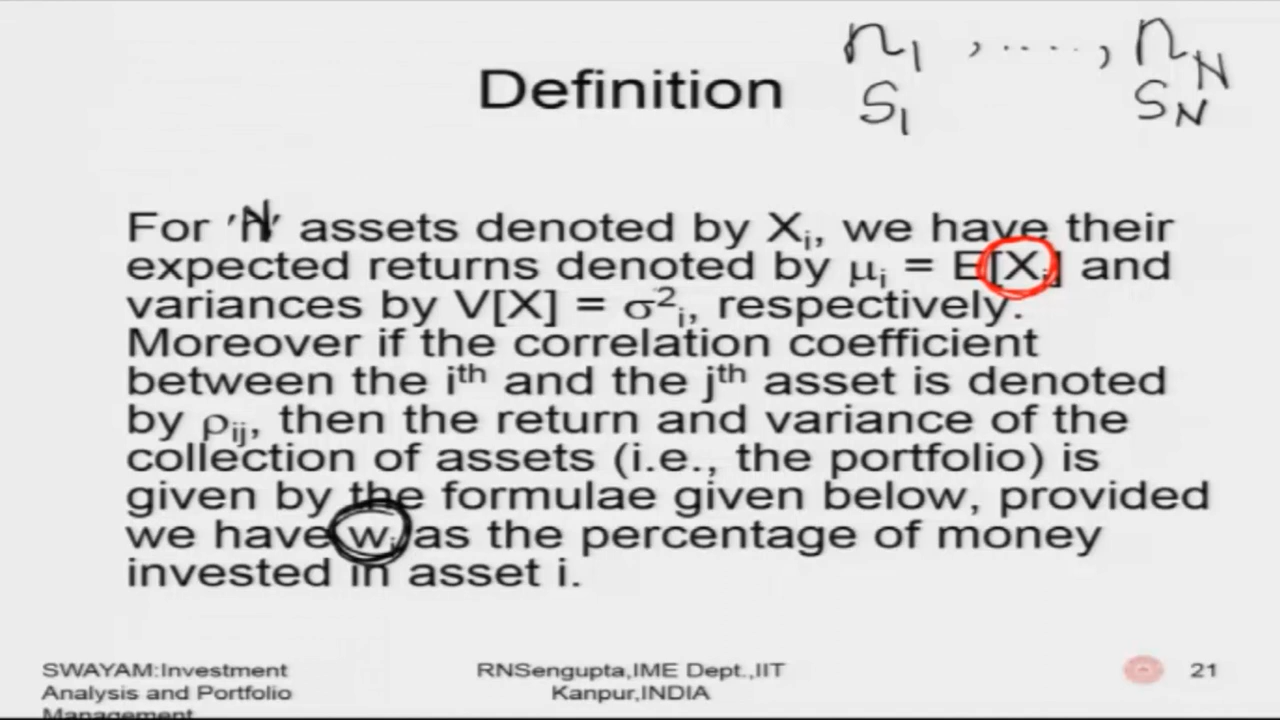 n1 , ...., nN
S1 SN
Definition
For 'N' assets denoted by Xi, we have their
expected returns denoted by μi = E[Xi] and
variances by V[X] = σ²i, respectively.
Moreover if the correlation coefficient
between the ith and the jth asset is denoted
by ρij, then the return and variance of the
collection of assets (i.e., the portfolio) is
given by the formulae given below, provided
we have wi as the percentage of money
invested in asset i.
SWAYAM:Investment
Analysis and Portfolio
Management
RNSengupta,IME Dept.,IIT
Kanpur,INDIA
21